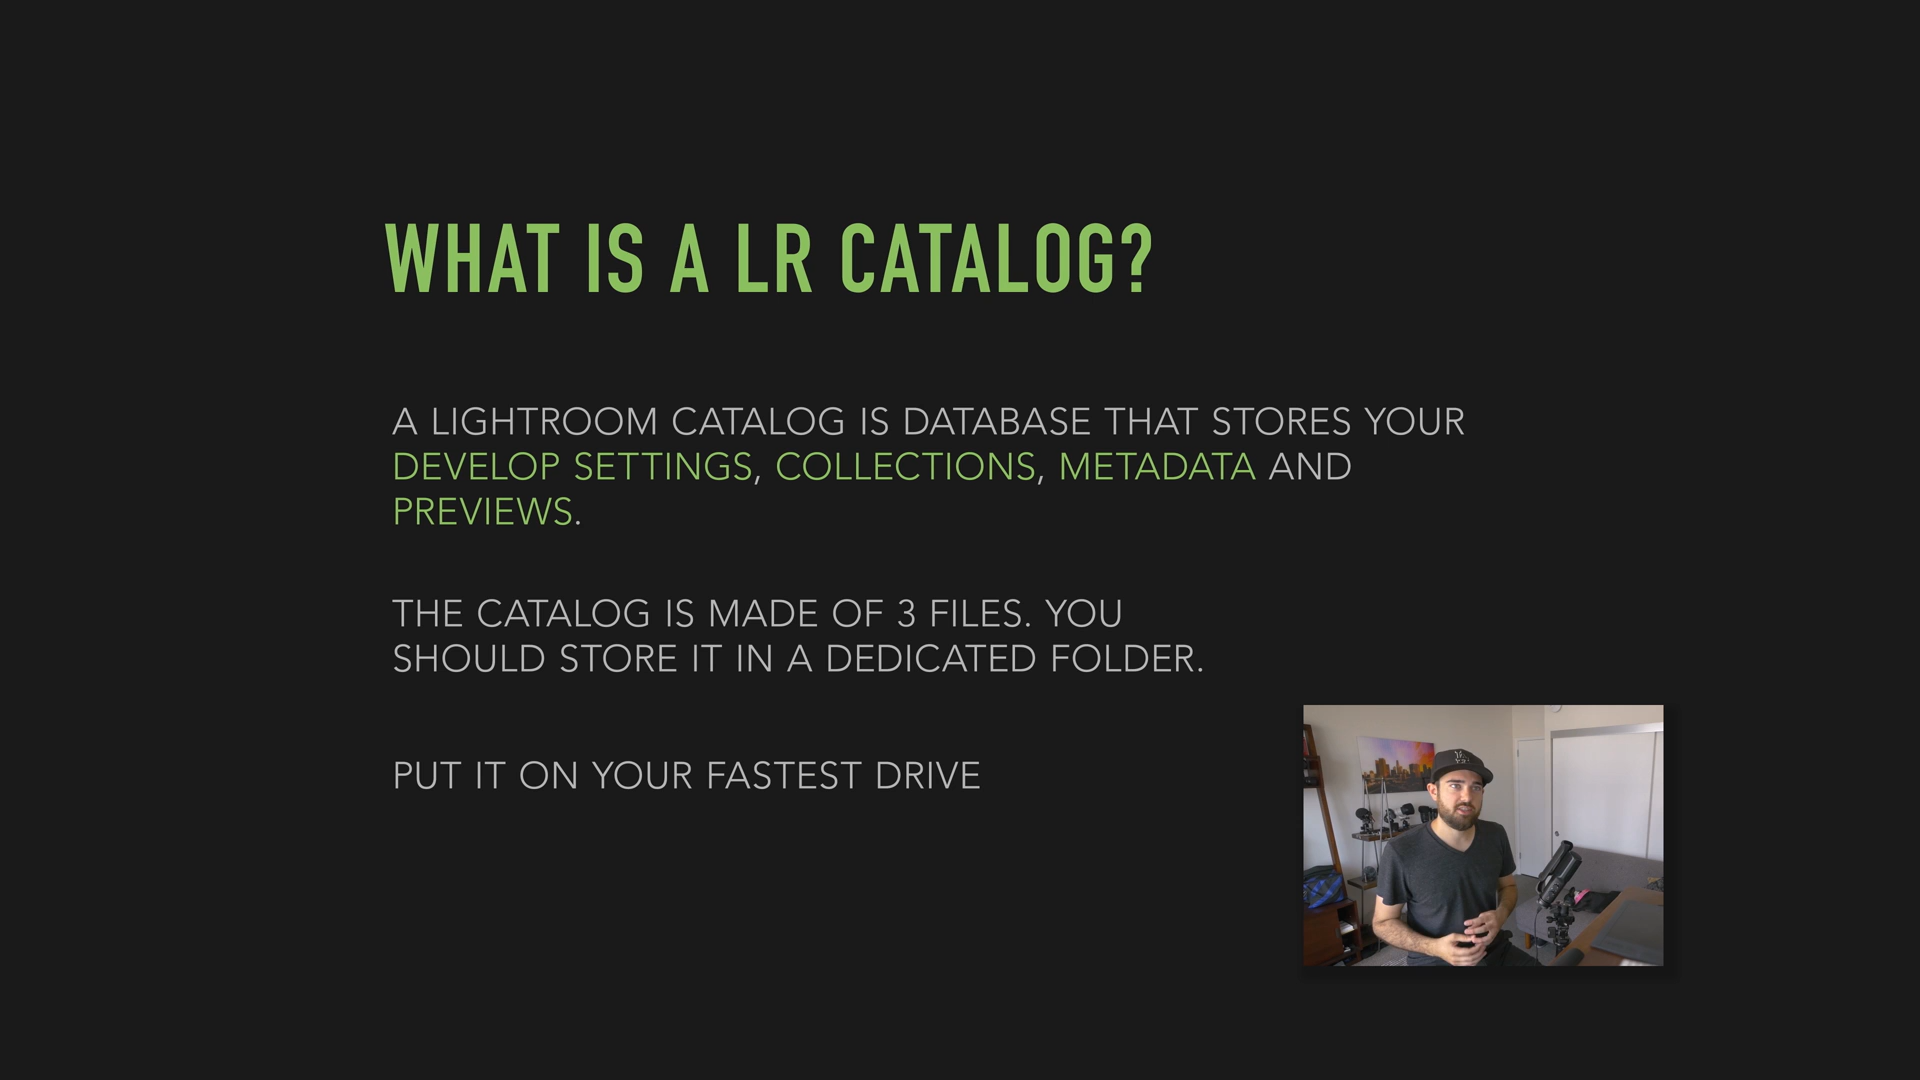 WHAT IS A LR CATALOG?
A LIGHTROOM CATALOG IS DATABASE THAT STORES YOUR
DEVELOP SETTINGS, COLLECTIONS, METADATA AND
PREVIEWS.
THE CATALOG IS MADE OF 3 FILES. YOU
SHOULD STORE IT IN A DEDICATED FOLDER.
PUT IT ON YOUR FASTEST DRIVE